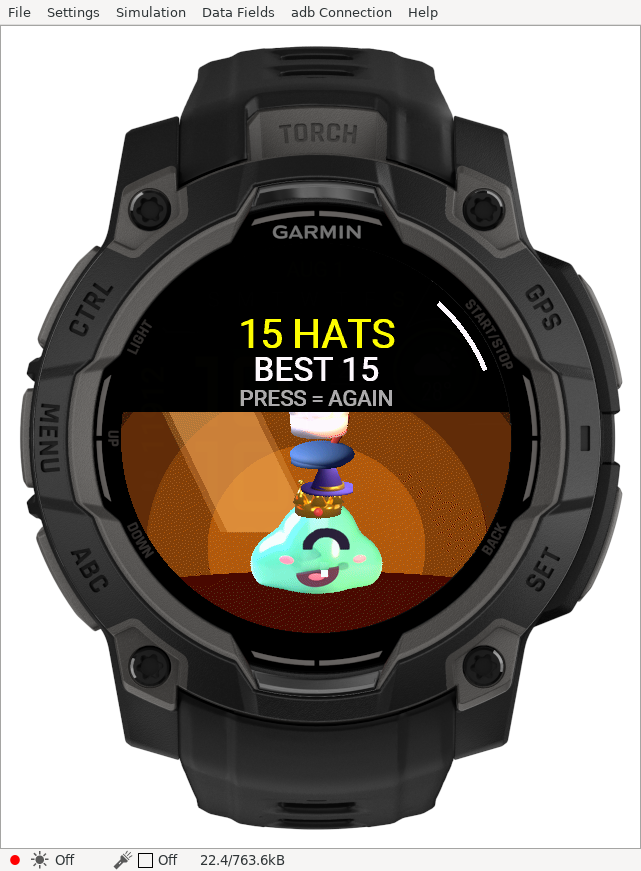 File Settings Simulation Data Fields adb Connection Help
TORCH
GARMIN
CTRL
GPS
LIGHT
START/STOP
15 HATS
BEST 15
PRESS = AGAIN
MENU
UP
DOWN
BACK
ABC
SET
Off Off 22.4/763.6kB